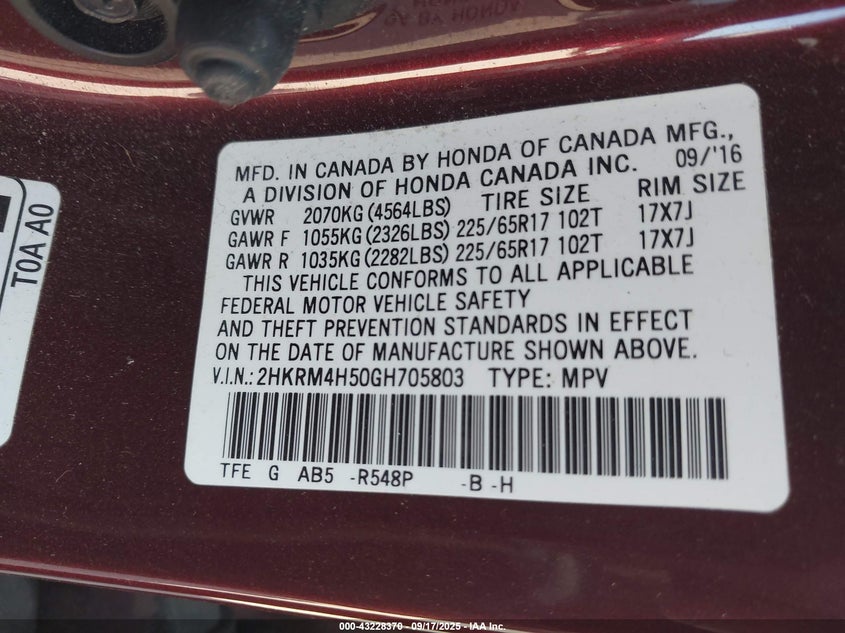 MFD. IN CANADA BY HONDA OF CANADA MFG.,
A DIVISION OF HONDA CANADA INC. 09/'16
GVWR 2070KG (4564LBS) TIRE SIZE RIM SIZE
GAWR F 1055KG (2326LBS) 225/65R17 102T 17X7J
GAWR R 1035KG (2282LBS) 225/65R17 102T 17X7J
THIS VEHICLE CONFORMS TO ALL APPLICABLE
FEDERAL MOTOR VEHICLE SAFETY
AND THEFT PREVENTION STANDARDS IN EFFECT
ON THE DATE OF MANUFACTURE SHOWN ABOVE.
V.I.N.: 2HKRM4H50GH705803 TYPE: MPV
TFE G AB5 -R548P -B -H
T0A A0
000-43228370 - 09/17/2025 - IAA Inc.